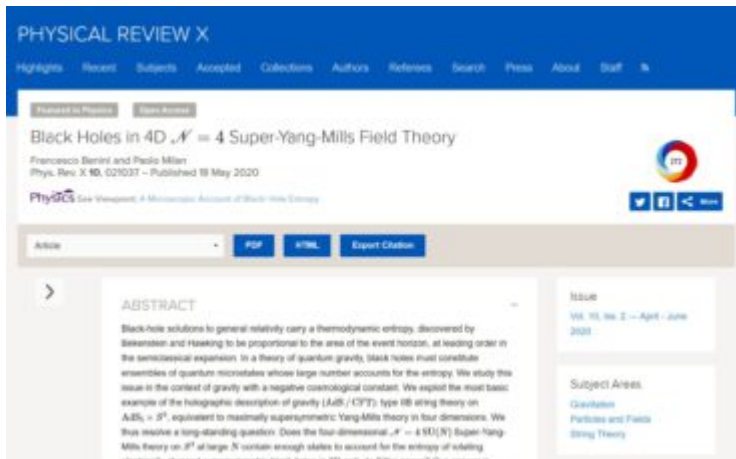 PHYSICAL REVIEW X
Highlights Recent Subjects Accepted Collections Authors Referees Search Press About Staff
Featured in Physics Open Access
Black Holes in 4D 𝒩 = 4 Super-Yang-Mills Field Theory
Francesco Benini and Paolo Milan
Phys. Rev. X 10, 021037 – Published 18 May 2020
Physics See Viewpoint: A Microscopic Account of Black Hole Entropy
272
More
Article PDF HTML Export Citation
ABSTRACT
Black-hole solutions to general relativity carry a thermodynamic entropy, discovered by
Bekenstein and Hawking to be proportional to the area of the event horizon, at leading order in
the semiclassical expansion. In a theory of quantum gravity, black holes must constitute
ensembles of quantum microstates whose large number accounts for the entropy. We study this
issue in the context of gravity with a negative cosmological constant. We exploit the most basic
example of the holographic description of gravity (AdS/CFT): type IIB string theory on
AdS₅ × S⁵, equivalent to maximally supersymmetric Yang-Mills theory in four dimensions. We
thus resolve a long-standing question: Does the four-dimensional 𝒩 = 4 SU(N) Super-Yang-
Mills theory on S³ at large N contain enough states to account for the entropy of rotating
Issue
Vol. 10, Iss. 2 — April - June
2020
Subject Areas
Gravitation
Particles and Fields
String Theory